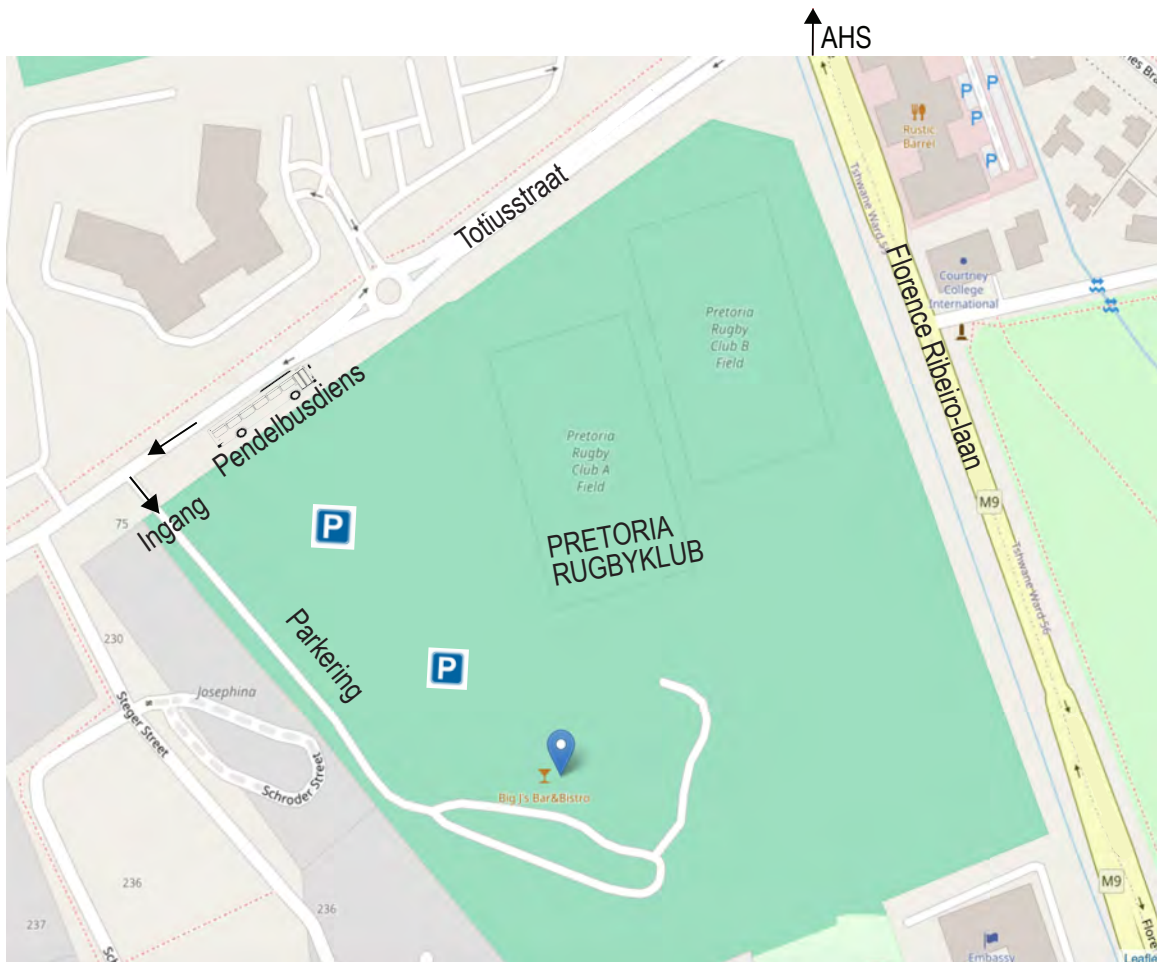 AHS
P
P
Rustic
Barrel
P
P
Totiusstraat
Tshwane Ward 5
Florence Ribeiro-laan
Courtney
College
International
Pretoria
Rugby
Club B
Field
Pretoria
Rugby
Club A
Field
Pendelbusdiens
Ingang
75
P
PRETORIA
RUGBYKLUB
M9
Tshwane Ward 56
Parkering
P
230
Josephina
Steger Street
Schroder Street
Big J's Bar&Bistro
236
236
237
M9
Embassy
Leafle